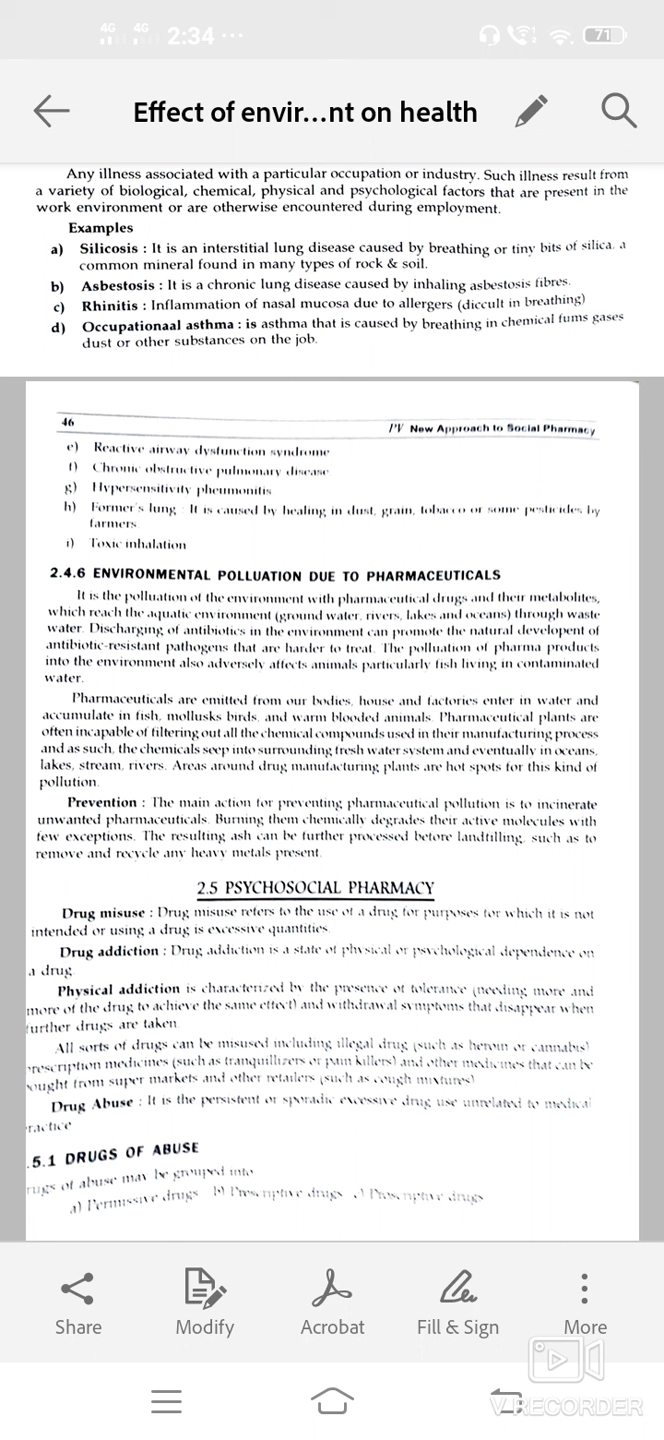 4G 4G 2:34 ... 71
Effect of envir...nt on health
Any illness associated with a particular occupation or industry. Such illness result from
a variety of biological, chemical, physical and psychological factors that are present in the
work environment or are otherwise encountered during employment.
Examples
a) Silicosis : It is an interstitial lung disease caused by breathing or tiny bits of silica, a
common mineral found in many types of rock & soil.
b) Asbestosis : It is a chronic lung disease caused by inhaling asbestosis fibres.
c) Rhinitis : Inflammation of nasal mucosa due to allergers (diccult in breathing)
d) Occupationaal asthma : is asthma that is caused by breathing in chemical fums gases
dust or other substances on the job.
46 PV New Approach to Social Pharmacy
e) Reactive airway dysfunction syndrome
f) Chronic obstructive pulmonary disease
g) Hypersensitivity pheumonitis
h) Former's lung : It is caused by healing in dust, grain, tobacco or some pesticides by
farmers
i) Toxic inhalation
2.4.6 ENVIRONMENTAL POLLUATION DUE TO PHARMACEUTICALS
It is the polluation of the environment with pharmaceutical drugs and their metabolites,
which reach the aquatic environment (ground water, rivers, lakes and oceans) through waste
water. Discharging of antibiotics in the environment can promote the natural developent of
antibiotic-resistant pathogens that are harder to treat. The polluation of pharma products
into the environment also adversely affects animals particularly fish living in contaminated
water.
Pharmaceuticals are emitted from our bodies, house and factories enter in water and
accumulate in fish, mollusks birds, and warm blooded animals. Pharmaceutical plants are
often incapable of filtering out all the chemical compounds used in their manufacturing process
and as such, the chemicals seep into surrounding fresh water system and eventually in oceans,
lakes, stream, rivers. Areas around drug manufacturing plants are hot spots for this kind of
pollution.
Prevention : The main action for preventing pharmaceutical pollution is to incinerate
unwanted pharmaceuticals. Burning them chemically degrades their active molecules with
few exceptions. The resulting ash can be further processed before landfilling, such as to
remove and recycle any heavy metals present.
2.5 PSYCHOSOCIAL PHARMACY
Drug misuse : Drug misuse refers to the use of a drug for purposes for which it is not
intended or using a drug is excessive quantities.
Drug addiction : Drug addiction is a state of physical or psychological dependence on
a drug.
Physical addiction is characterized by the presence of tolerance (needing more and
more of the drug to achieve the same effect) and withdrawal symptoms that disappear when
further drugs are taken.
All sorts of drugs can be misused including illegal drug (such as heroin or cannabis)
rescription medicines (such as tranquillizers or pain killers) and other medicines that can be
ought from super markets and other retailers (such as cough mixtures)
Drug Abuse : It is the persistent or sporadic excessive drug use unrelated to medical
ractice
.5.1 DRUGS OF ABUSE
rugs of abuse may be grouped into
a) Permissive drugs b) Prescriptive drugs c) Proscriptive drugs
Share Modify Acrobat Fill & Sign More
V RECORDER